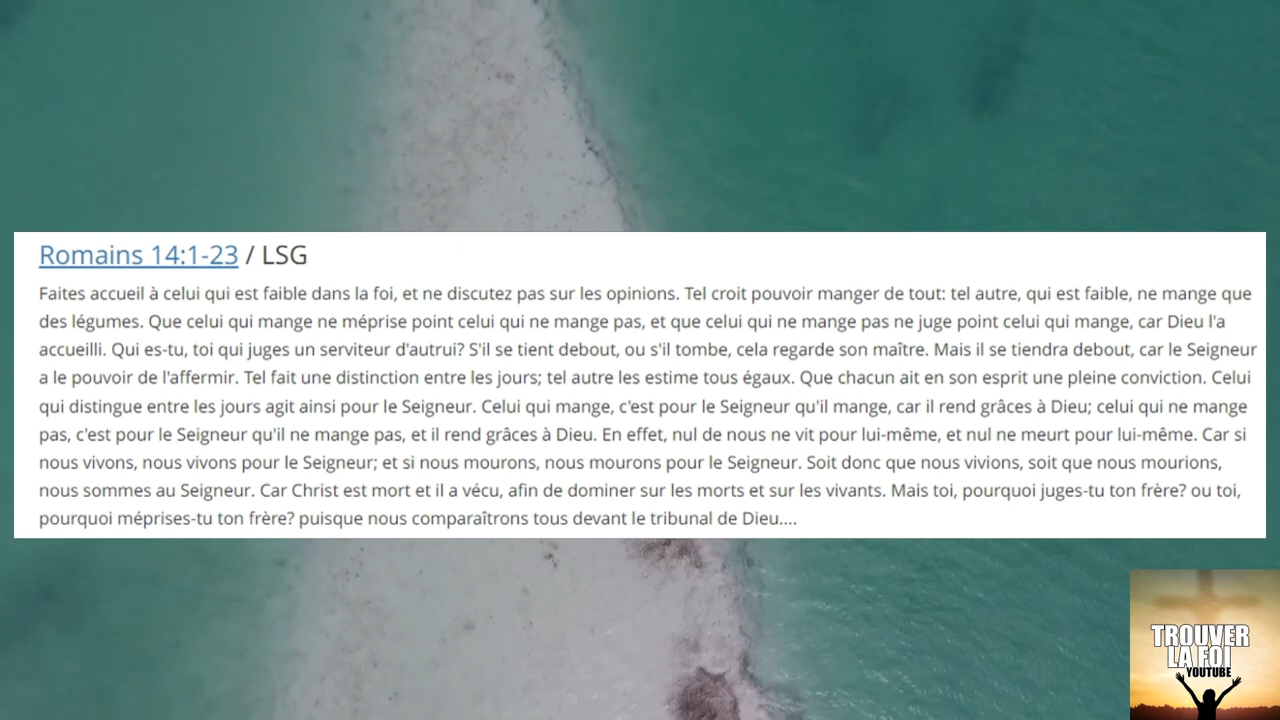 Romains 14:1-23 / LSG
Faites accueil à celui qui est faible dans la foi, et ne discutez pas sur les opinions. Tel croit pouvoir manger de tout: tel autre, qui est faible, ne mange que
des légumes. Que celui qui mange ne méprise point celui qui ne mange pas, et que celui qui ne mange pas ne juge point celui qui mange, car Dieu l'a
accueilli. Qui es-tu, toi qui juges un serviteur d'autrui? S'il se tient debout, ou s'il tombe, cela regarde son maître. Mais il se tiendra debout, car le Seigneur
a le pouvoir de l'affermir. Tel fait une distinction entre les jours; tel autre les estime tous égaux. Que chacun ait en son esprit une pleine conviction. Celui
qui distingue entre les jours agit ainsi pour le Seigneur. Celui qui mange, c'est pour le Seigneur qu'il mange, car il rend grâces à Dieu; celui qui ne mange
pas, c'est pour le Seigneur qu'il ne mange pas, et il rend grâces à Dieu. En effet, nul de nous ne vit pour lui-même, et nul ne meurt pour lui-même. Car si
nous vivons, nous vivons pour le Seigneur; et si nous mourons, nous mourons pour le Seigneur. Soit donc que nous vivions, soit que nous mourions,
nous sommes au Seigneur. Car Christ est mort et il a vécu, afin de dominer sur les morts et sur les vivants. Mais toi, pourquoi juges-tu ton frère? ou toi,
pourquoi méprises-tu ton frère? puisque nous comparaîtrons tous devant le tribunal de Dieu....
TROUVER
LA FOI
YOUTUBE